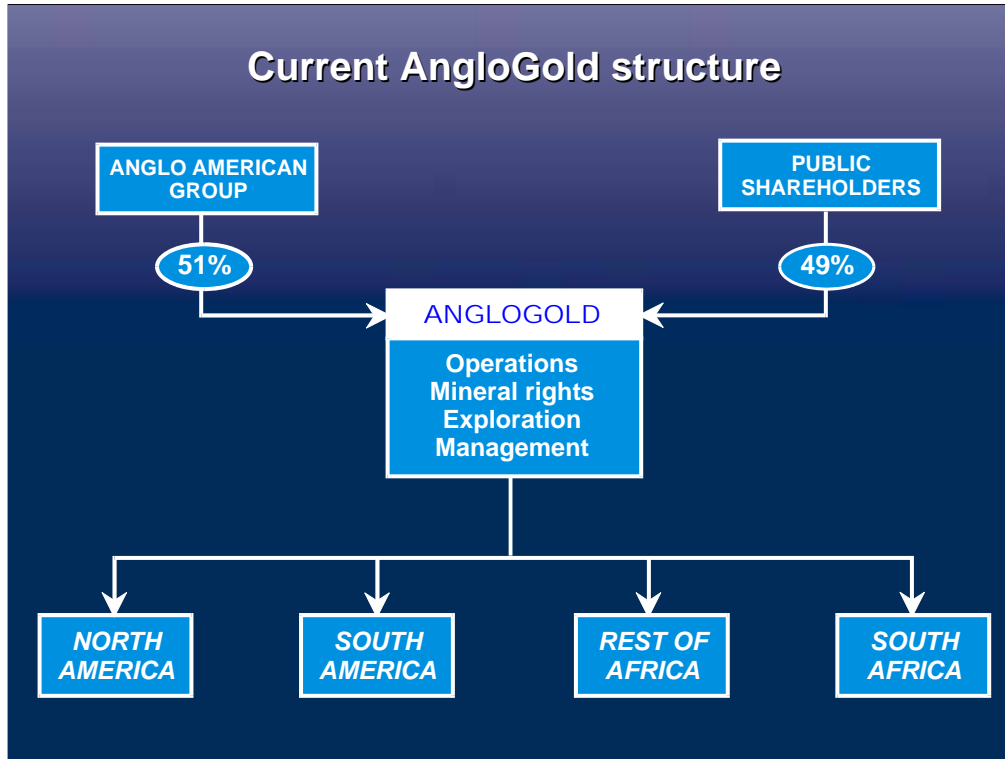 Current AngloGold structure
ANGLO AMERICAN
GROUP
PUBLIC
SHAREHOLDERS
51%
49%
ANGLOGOLD
Operations
Mineral rights
Exploration
Management
NORTH
AMERICA
SOUTH
AMERICA
REST OF
AFRICA
SOUTH
AFRICA